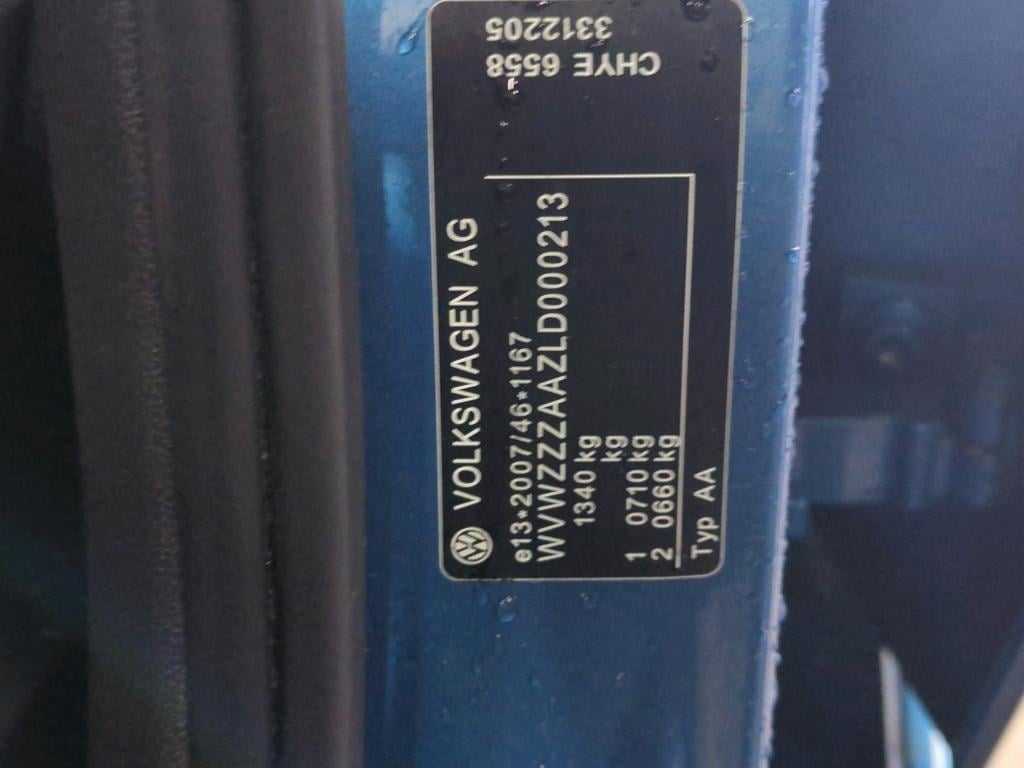 VOLKSWAGEN AG
e13*2007/46*1167
WVWZZZAAZLD000213
1340 kg
kg
1 0710 kg
2 0660 kg
Typ AA
CHYE 6558
3312205